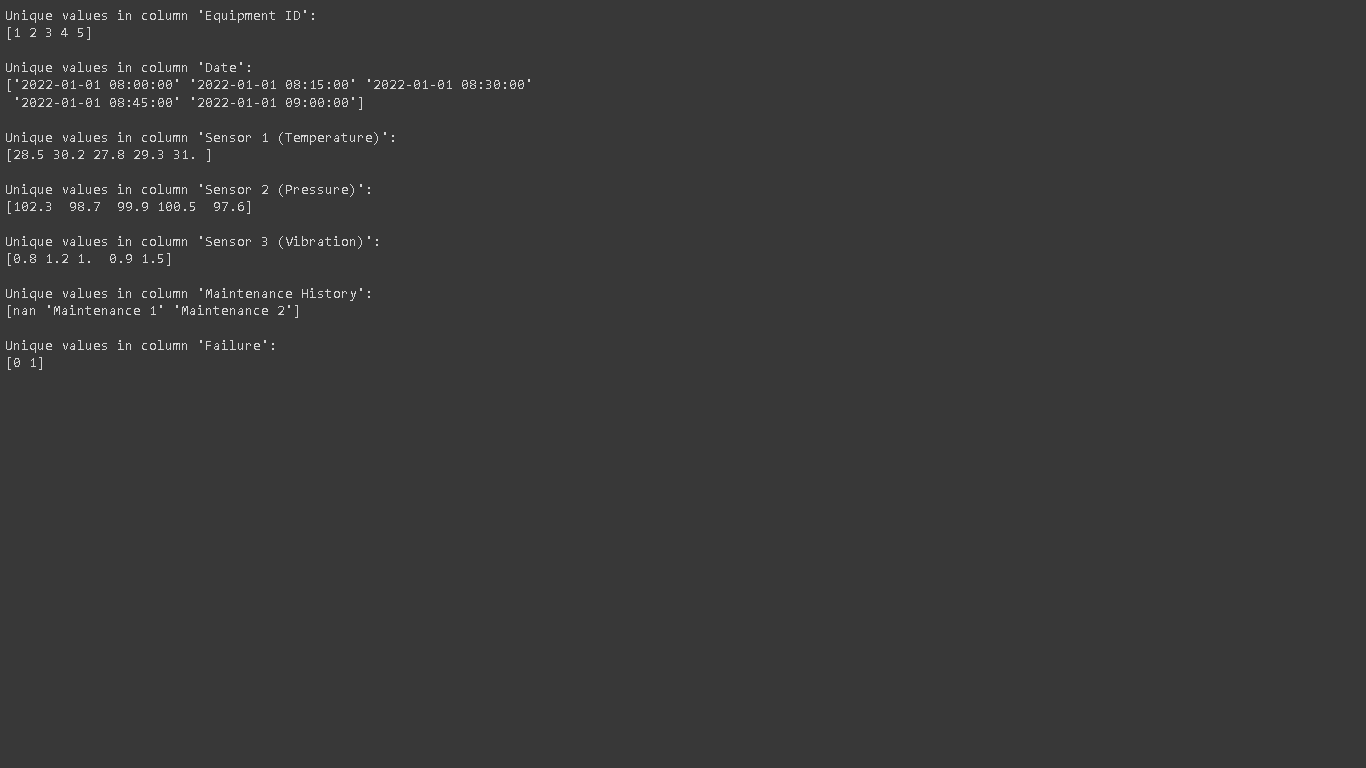 Unique values in column 'Equipment ID':
[1 2 3 4 5]
Unique values in column 'Date':
['2022-01-01 08:00:00' '2022-01-01 08:15:00' '2022-01-01 08:30:00'
'2022-01-01 08:45:00' '2022-01-01 09:00:00']
Unique values in column 'Sensor 1 (Temperature)':
[28.5 30.2 27.8 29.3 31. ]
Unique values in column 'Sensor 2 (Pressure)':
[102.3  98.7  99.9 100.5  97.6]
Unique values in column 'Sensor 3 (Vibration)':
[0.8 1.2 1.  0.9 1.5]
Unique values in column 'Maintenance History':
[nan 'Maintenance 1' 'Maintenance 2']
Unique values in column 'Failure':
[0 1]